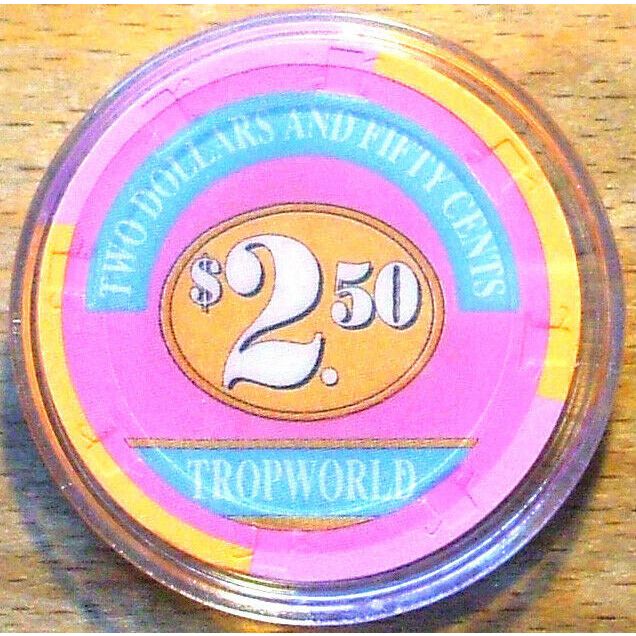 TWO DOLLARS AND FIFTY CENTS
$2.50
TROPWORLD